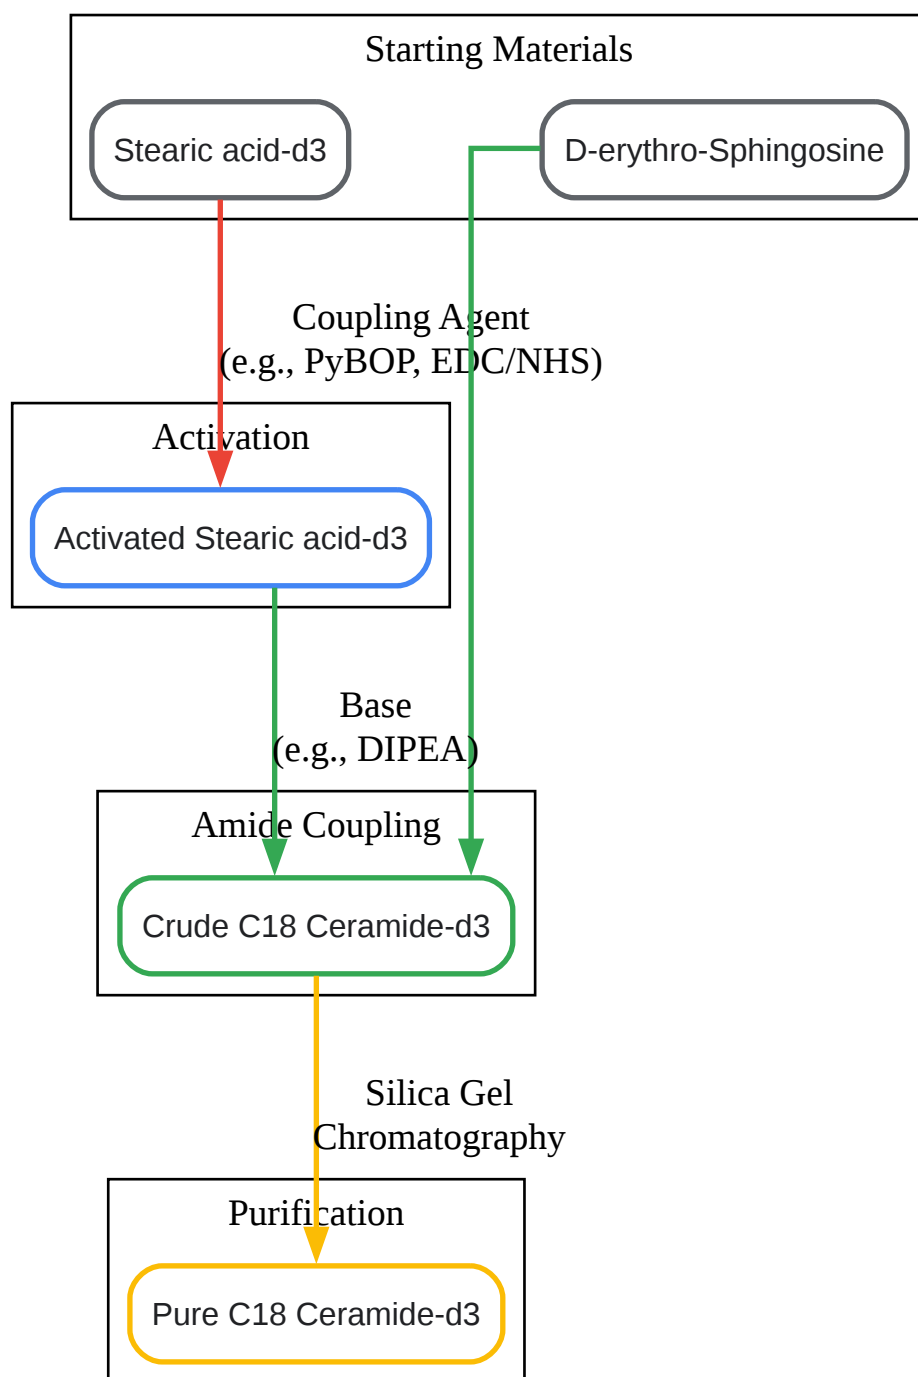 Starting Materials
Stearic acid-d3
D-erythro-Sphingosine
Coupling Agent
(e.g., PyBOP, EDC/NHS)
Activation
Activated Stearic acid-d3
Base
(e.g., DIPEA)
Amide Coupling
Crude C18 Ceramide-d3
Silica Gel
Chromatography
Purification
Pure C18 Ceramide-d3